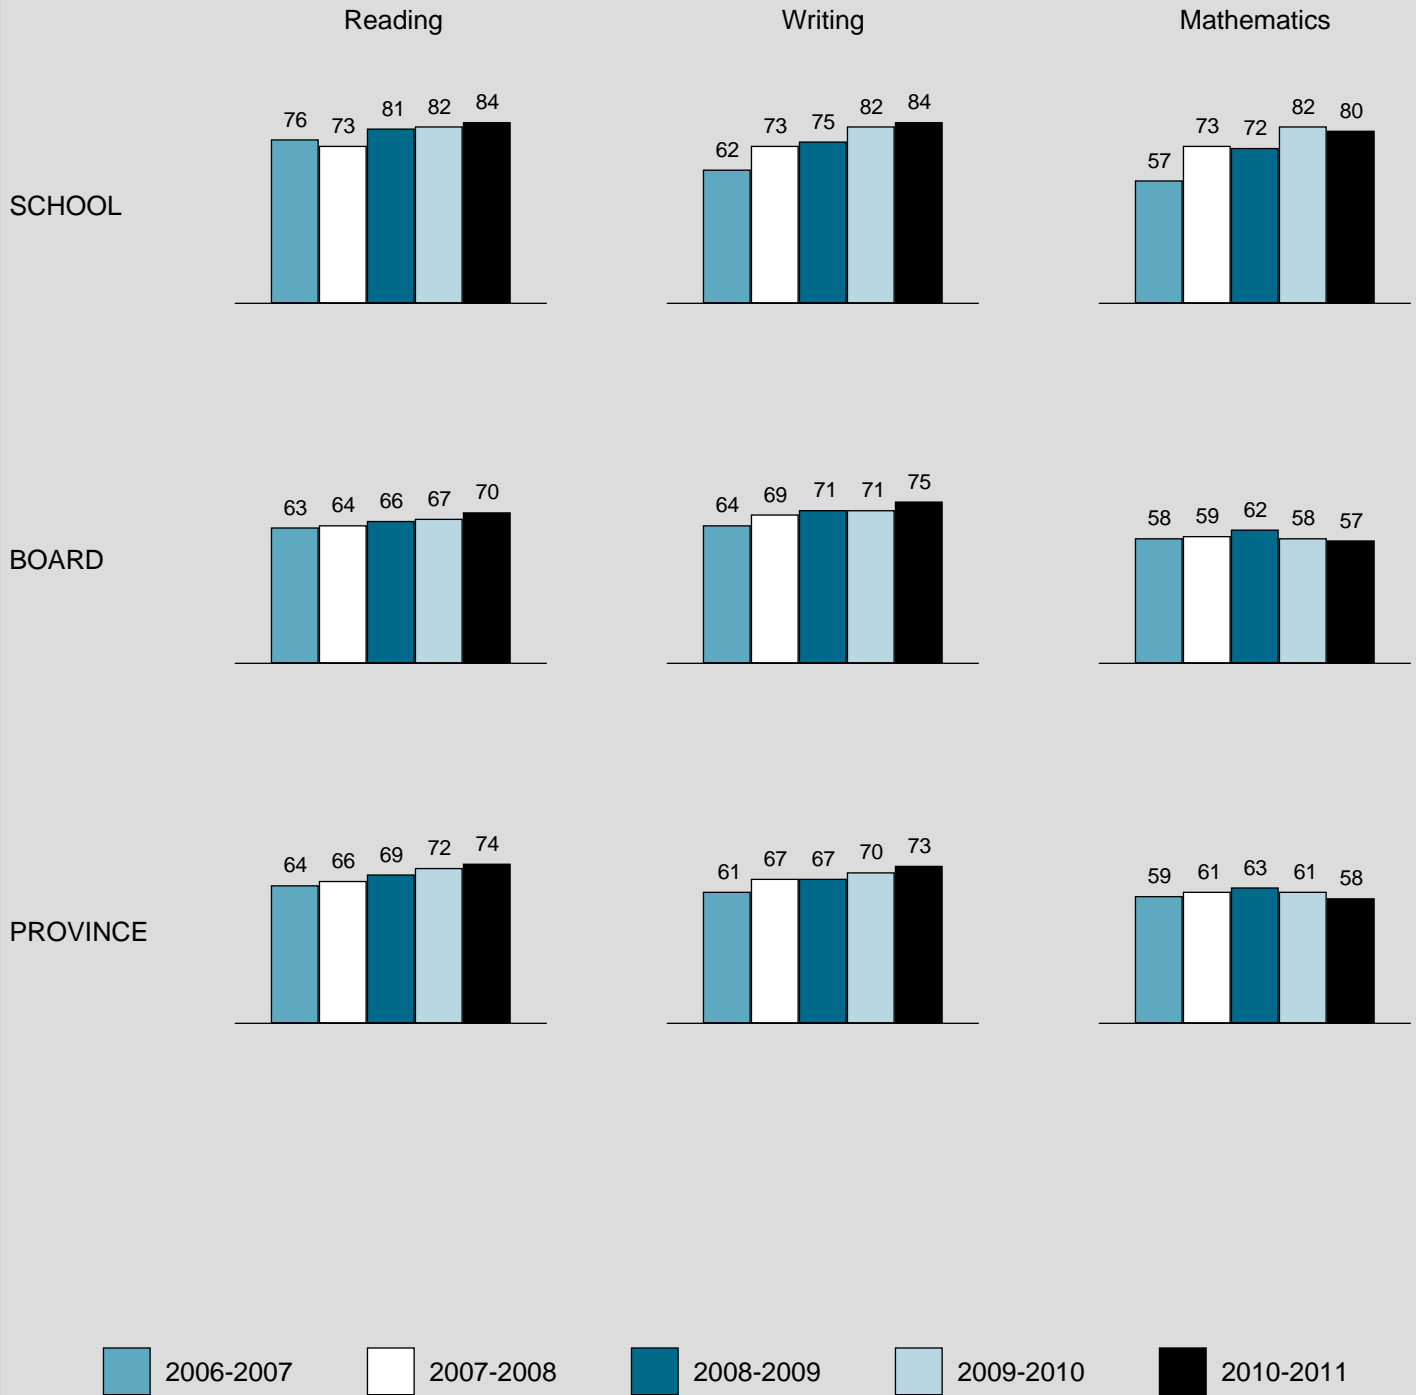 Reading Writing Mathematics
SCHOOL
76 73 81 82 84
62 73 75 82 84
57 73 72 82 80
BOARD
63 64 66 67 70
64 69 71 71 75
58 59 62 58 57
PROVINCE
64 66 69 72 74
61 67 67 70 73
59 61 63 61 58
2006-2007 2007-2008 2008-2009 2009-2010 2010-2011